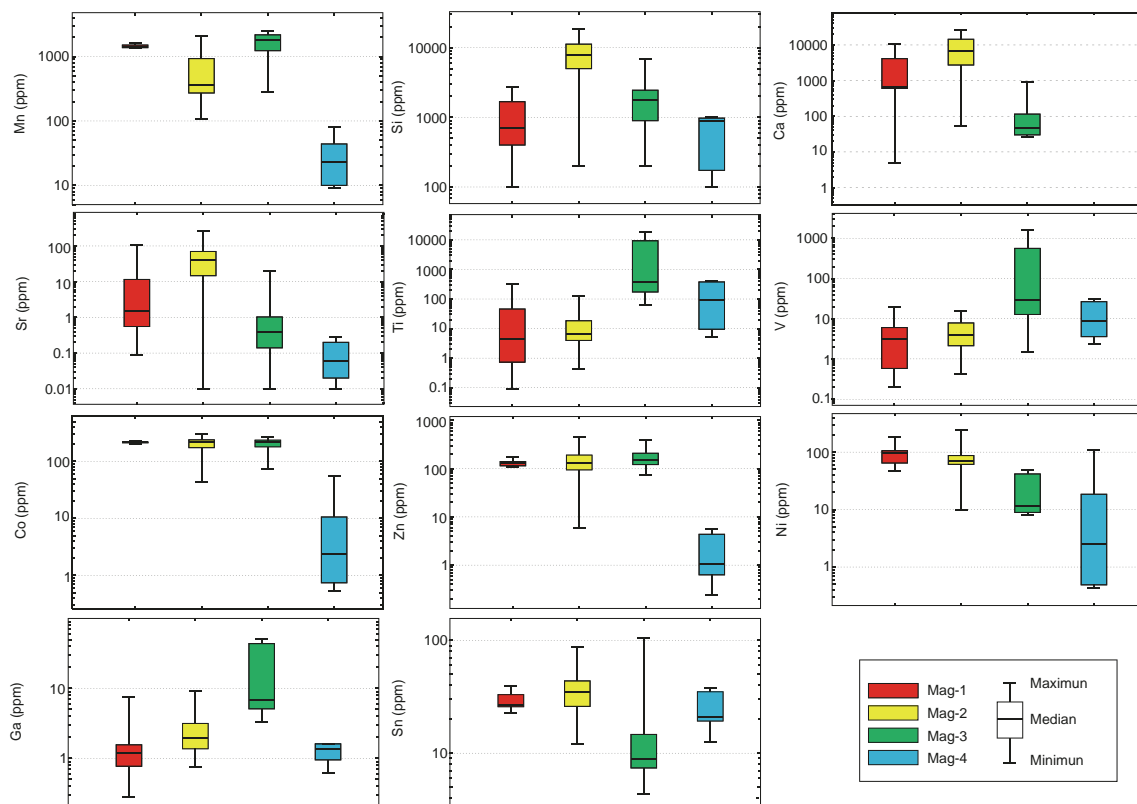 Mn (ppm)
1000
100
10
Si (ppm)
10000
1000
100
Ca (ppm)
10000
1000
100
10
1
Sr (ppm)
100
10
1
0.1
0.01
Ti (ppm)
10000
1000
100
10
1
0.1
V (ppm)
1000
100
10
1
0.1
Co (ppm)
100
10
1
Zn (ppm)
1000
100
10
1
Ni (ppm)
100
10
1
Ga (ppm)
10
1
Sn (ppm)
100
10
Mag-1
Mag-2
Mag-3
Mag-4
Maximun
Median
Minimun